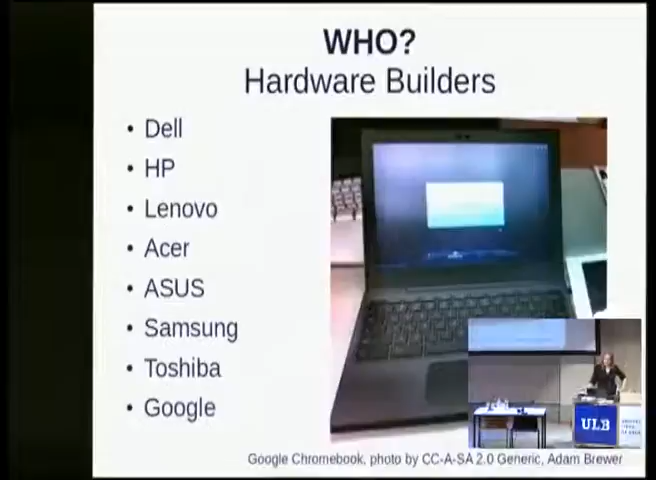 WHO?
Hardware Builders
• Dell
• HP
• Lenovo
• Acer
• ASUS
• Samsung
• Toshiba
• Google
ULB
Google Chromebook, photo by CC-A-SA 2.0 Generic, Adam Brewer